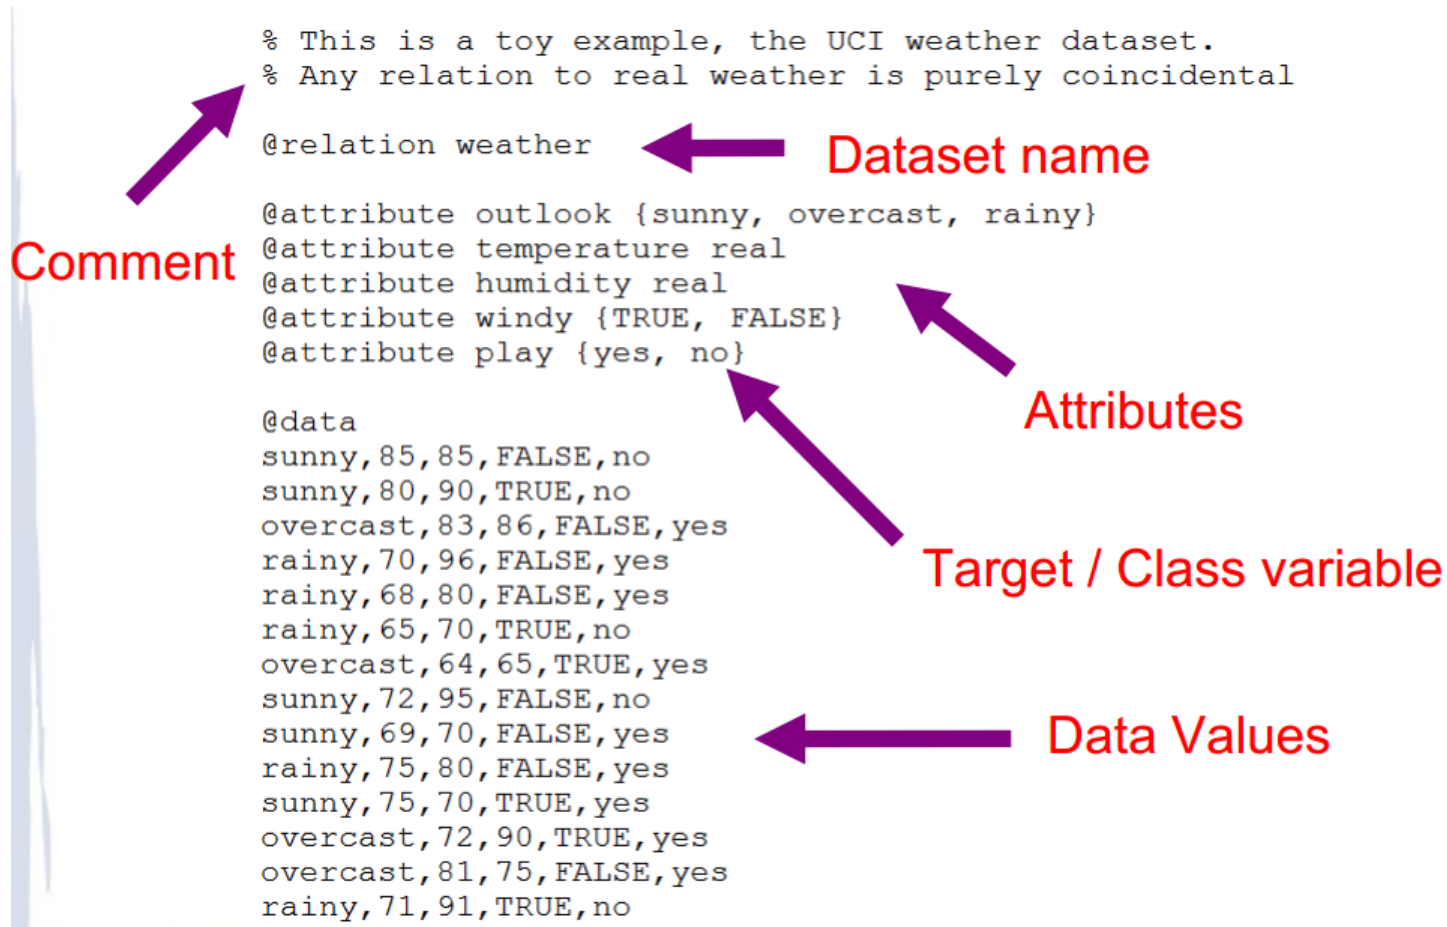 % This is a toy example, the UCI weather dataset.
% Any relation to real weather is purely coincidental
@relation weather
Dataset name
Comment
@attribute outlook {sunny, overcast, rainy}
@attribute temperature real
@attribute humidity real
@attribute windy {TRUE, FALSE}
@attribute play {yes, no}
Attributes
Target / Class variable
@data
sunny,85,85,FALSE,no
sunny,80,90,TRUE,no
overcast,83,86,FALSE,yes
rainy,70,96,FALSE,yes
rainy,68,80,FALSE,yes
rainy,65,70,TRUE,no
overcast,64,65,TRUE,yes
sunny,72,95,FALSE,no
sunny,69,70,FALSE,yes
rainy,75,80,FALSE,yes
sunny,75,70,TRUE,yes
overcast,72,90,TRUE,yes
overcast,81,75,FALSE,yes
rainy,71,91,TRUE,no
Data Values